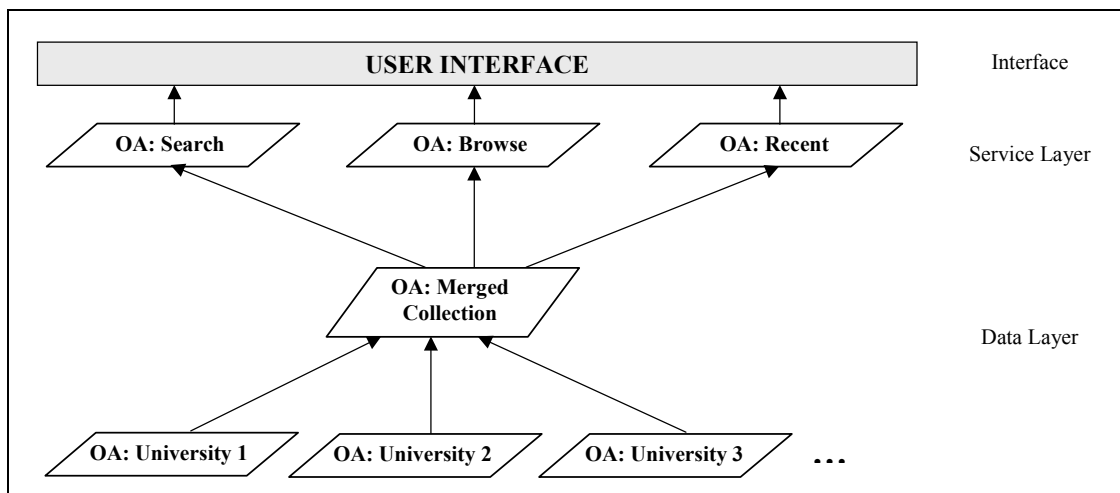 USER INTERFACE
Interface
OA: Search
OA: Browse
OA: Recent
Service Layer
OA: Merged
Collection
Data Layer
OA: University 1
OA: University 2
OA: University 3
...